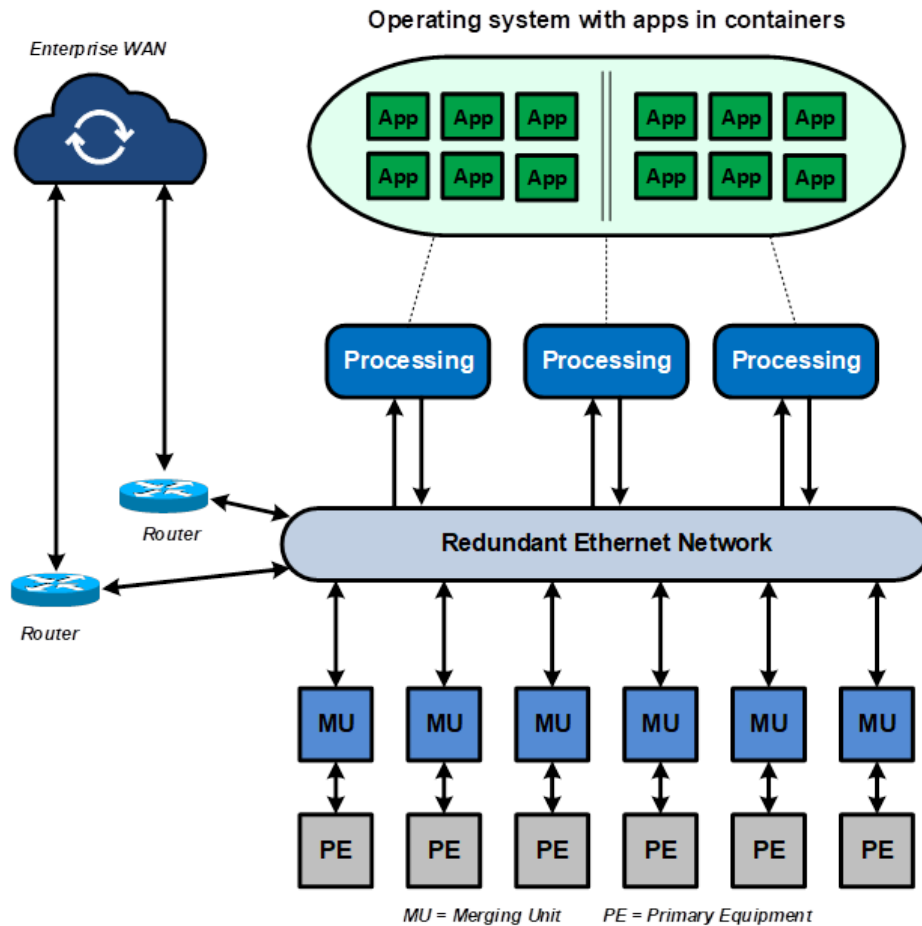 Operating system with apps in containers
Enterprise WAN
App App App App App App
App App App App App App
Processing Processing Processing
Router
Redundant Ethernet Network
Router
MU MU MU MU MU MU
PE PE PE PE PE PE
MU = Merging Unit PE = Primary Equipment